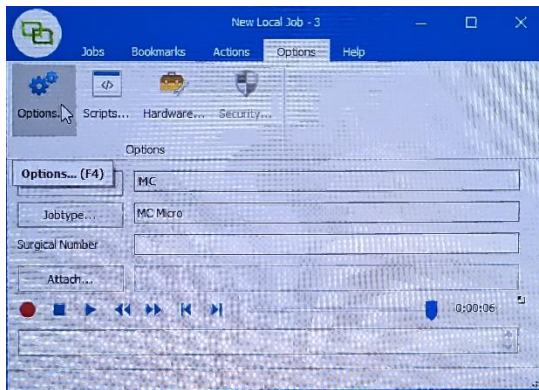 New Local Job - 3
Jobs Bookmarks Actions Options Help
Options... Scripts... Hardware... Security...
Options
Options... (F4)
MC
Jobtype... MC Micro
Surgical Number
Attach...
0:00:06